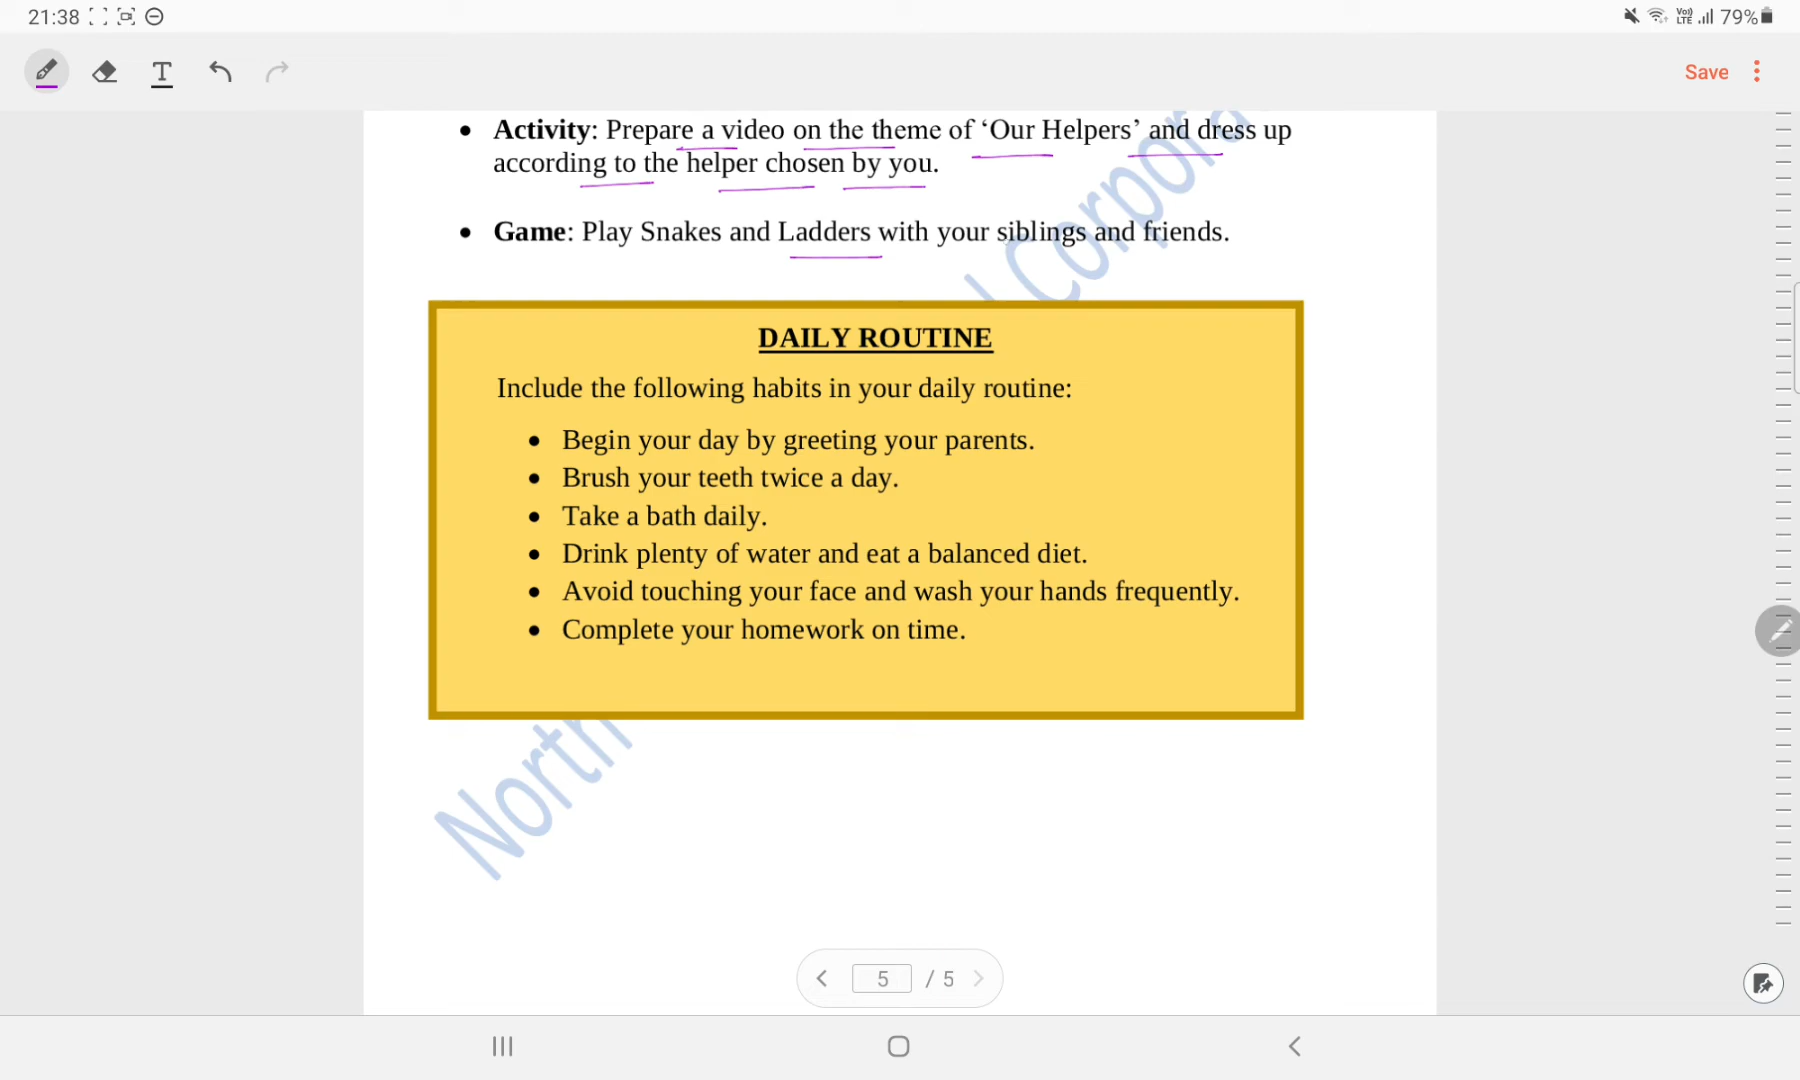 21:38
Vo)) LTE 79%
T
Save
• Activity: Prepare a video on the theme of ‘Our Helpers’ and dress up
according to the helper chosen by you.
• Game: Play Snakes and Ladders with your siblings and friends.
Corpora
DAILY ROUTINE
Include the following habits in your daily routine:
• Begin your day by greeting your parents.
• Brush your teeth twice a day.
• Take a bath daily.
• Drink plenty of water and eat a balanced diet.
• Avoid touching your face and wash your hands frequently.
• Complete your homework on time.
North
5 / 5